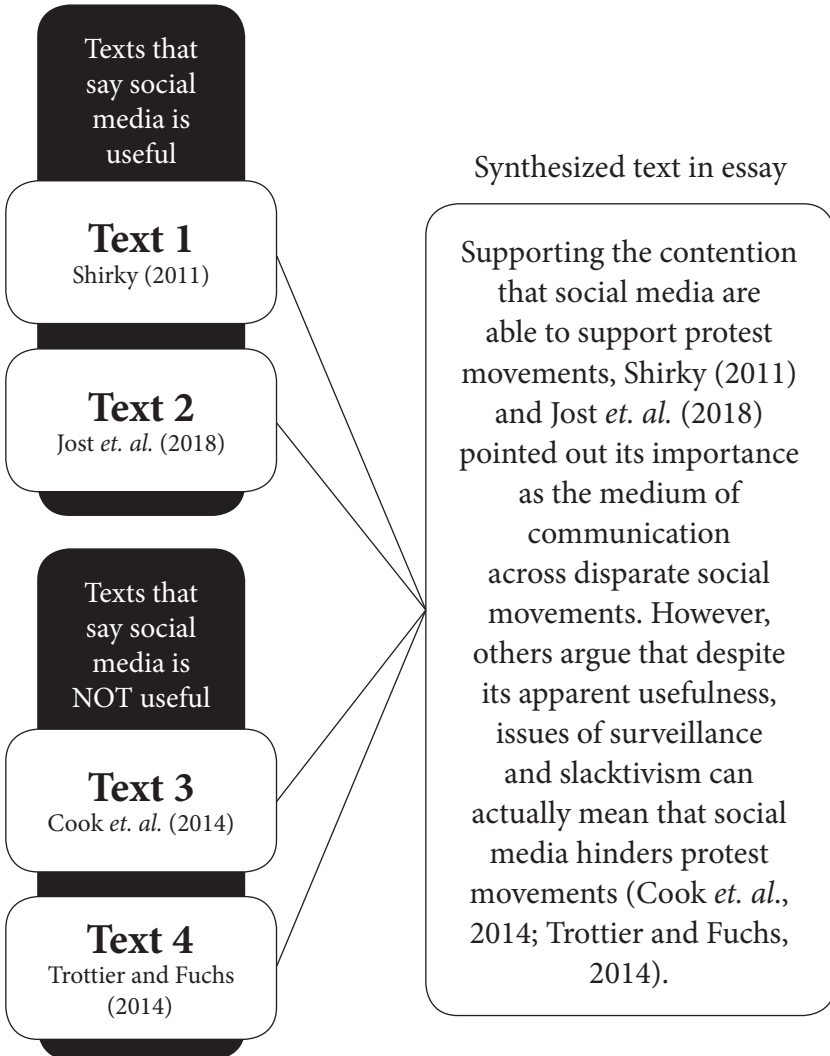 Texts that
say social
media is
useful
Text 1
Shirky (2011)
Text 2
Jost et. al. (2018)
Texts that
say social
media is
NOT useful
Text 3
Cook et. al. (2014)
Text 4
Trottier and Fuchs
(2014)
Synthesized text in essay
Supporting the contention
that social media are
able to support protest
movements, Shirky (2011)
and Jost et. al. (2018)
pointed out its importance
as the medium of
communication
across disparate social
movements. However,
others argue that despite
its apparent usefulness,
issues of surveillance
and slacktivism can
actually mean that social
media hinders protest
movements (Cook et. al.,
2014; Trottier and Fuchs,
2014).